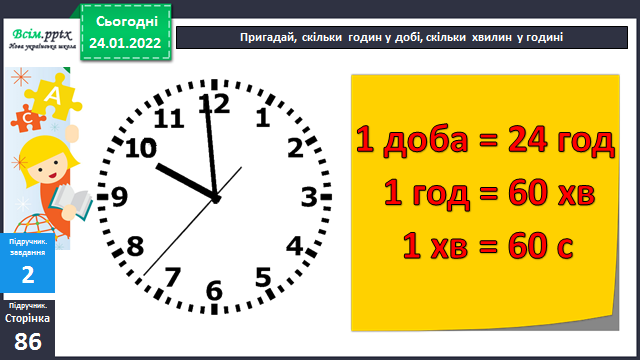 Всім.pptx
Нова українська школа
Сьогодні
24.01.2022
Пригадай, скільки годин у добі, скільки хвилин у годині
А
С
12
1
2
3
4
5
6
7
8
9
10
11
1 доба = 24 год
1 год = 60 хв
1 хв = 60 с
Підручник.
завдання
2
Підручник.
Сторінка
86